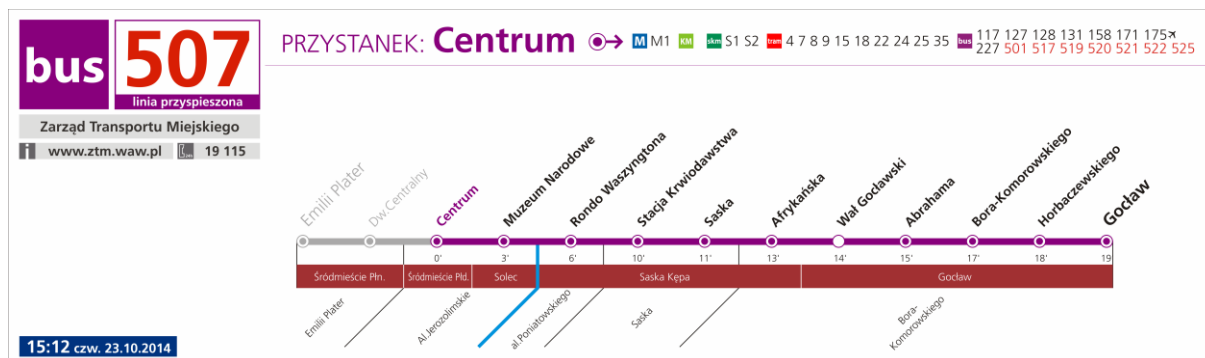 bus 507
linia przyspieszona
Zarząd Transportu Miejskiego
i www.ztm.waw.pl 19 115
PRZYSTANEK: Centrum M M1 KM skm S1 S2 tram 4 7 8 9 15 18 22 24 25 35 bus 117 127 128 131 158 171 175
227 501 517 519 520 521 522 525
Emilii Plater
Dw.Centralny
Centrum
Muzeum Narodowe
Rondo Waszyngtona
Stacja Krwiodawstwa
Saska
Afrykańska
Wał Gocławski
Abrahama
Bora-Komorowskiego
Horbaczewskiego
Gocław
0' 3' 6' 10' 11' 13' 14' 15' 17' 18' 19
Śródmieście Płn. Śródmieście Płd. Solec Saska Kępa Gocław
Emilii Plater
Al.Jerozolimskie
al.Poniatowskiego
Saska
Bora-
Komorowskiego
15:12 czw. 23.10.2014